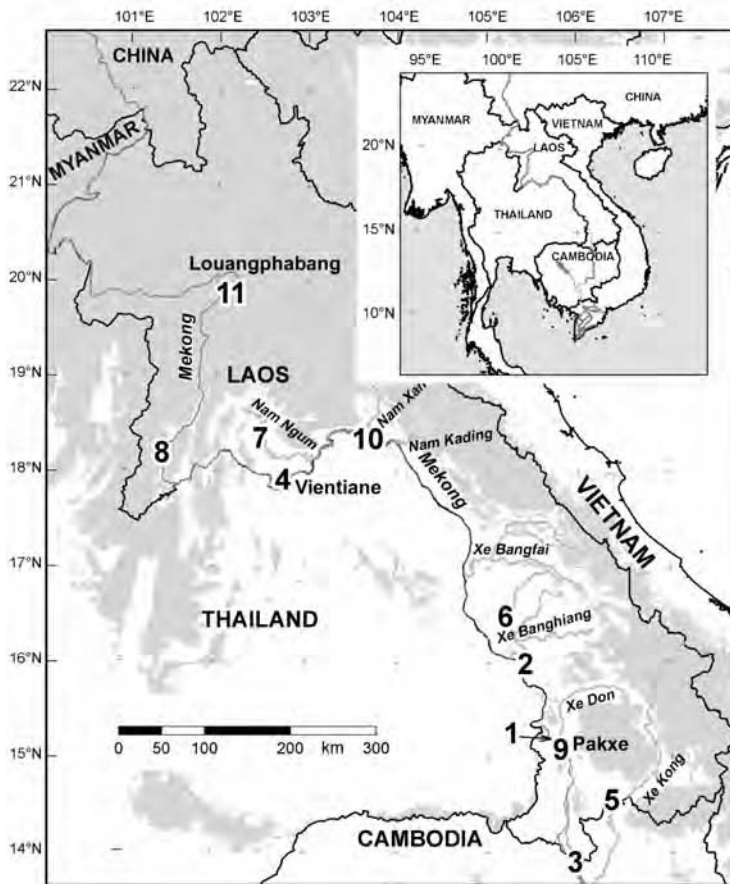 101°E 102°E 103°E 104°E 105°E 106°E 107°E
95°E 100°E 105°E 110°E
CHINA
22°N
MYANMAR
21°N
20°N
19°N
18°N
17°N
16°N
15°N
14°N
CHINA
MYANMAR
VIETNAM
LAOS
THAILAND
CAMBODIA
20°N
15°N
10°N
Louangphabang
11
Mekong
LAOS
Nam Ngum
7
8
4
Vientiane
10
Nam Xan
Nam Kading
Mekong
VIETNAM
Xe Bangfai
6
Xe Banghiang
THAILAND
2
Xe Don
1
9
Pakxe
Xe Kong
5
0 50 100 200 300
km
CAMBODIA
3